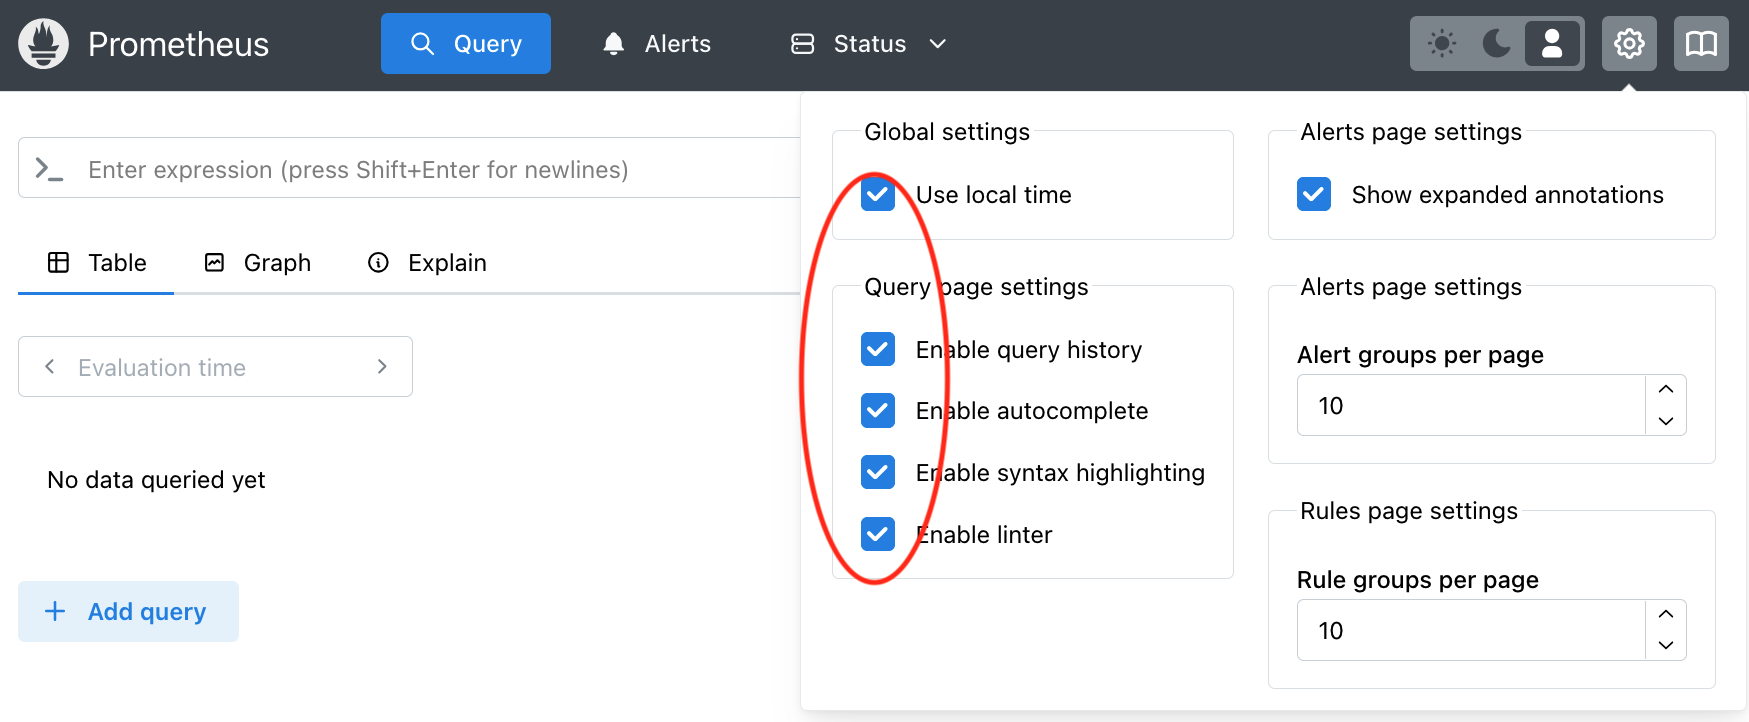 Prometheus
Query
Alerts
Status
Enter expression (press Shift+Enter for newlines)
Table
Graph
Explain
Evaluation time
No data queried yet
Add query
Global settings
Use local time
Query page settings
Enable query history
Enable autocomplete
Enable syntax highlighting
Enable linter
Alerts page settings
Show expanded annotations
Alerts page settings
Alert groups per page
10
Rules page settings
Rule groups per page
10